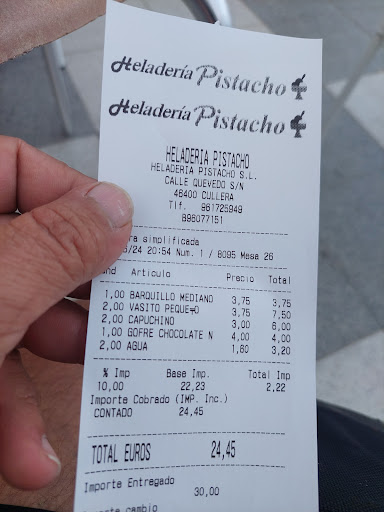 Heladería Pistacho
Heladería Pistacho
HELADERIA PISTACHO
HELADERIA PISTACHO S.L.
CALLE QUEVEDO S/N
46400 CULLERA
Tlf. 961725949
B98077151
ra simplificada
/24 20:54 Num. 1 / 8095 Mesa 26
und Articulo Precio Total
1,00 BARQUILLO MEDIANO 3,75 3,75
2,00 VASITO PEQUEÑO 3,75 7,50
2,00 CAPUCHINO 3,00 6,00
1,00 GOFRE CHOCOLATE N 4,00 4,00
2,00 AGUA 1,60 3,20
% Imp Base Imp. Total Imp
10,00 22,23 2,22
Importe Cobrado (IMP. Inc.)
CONTADO 24,45
TOTAL EUROS 24,45
Importe Entregado
30,00
cambio